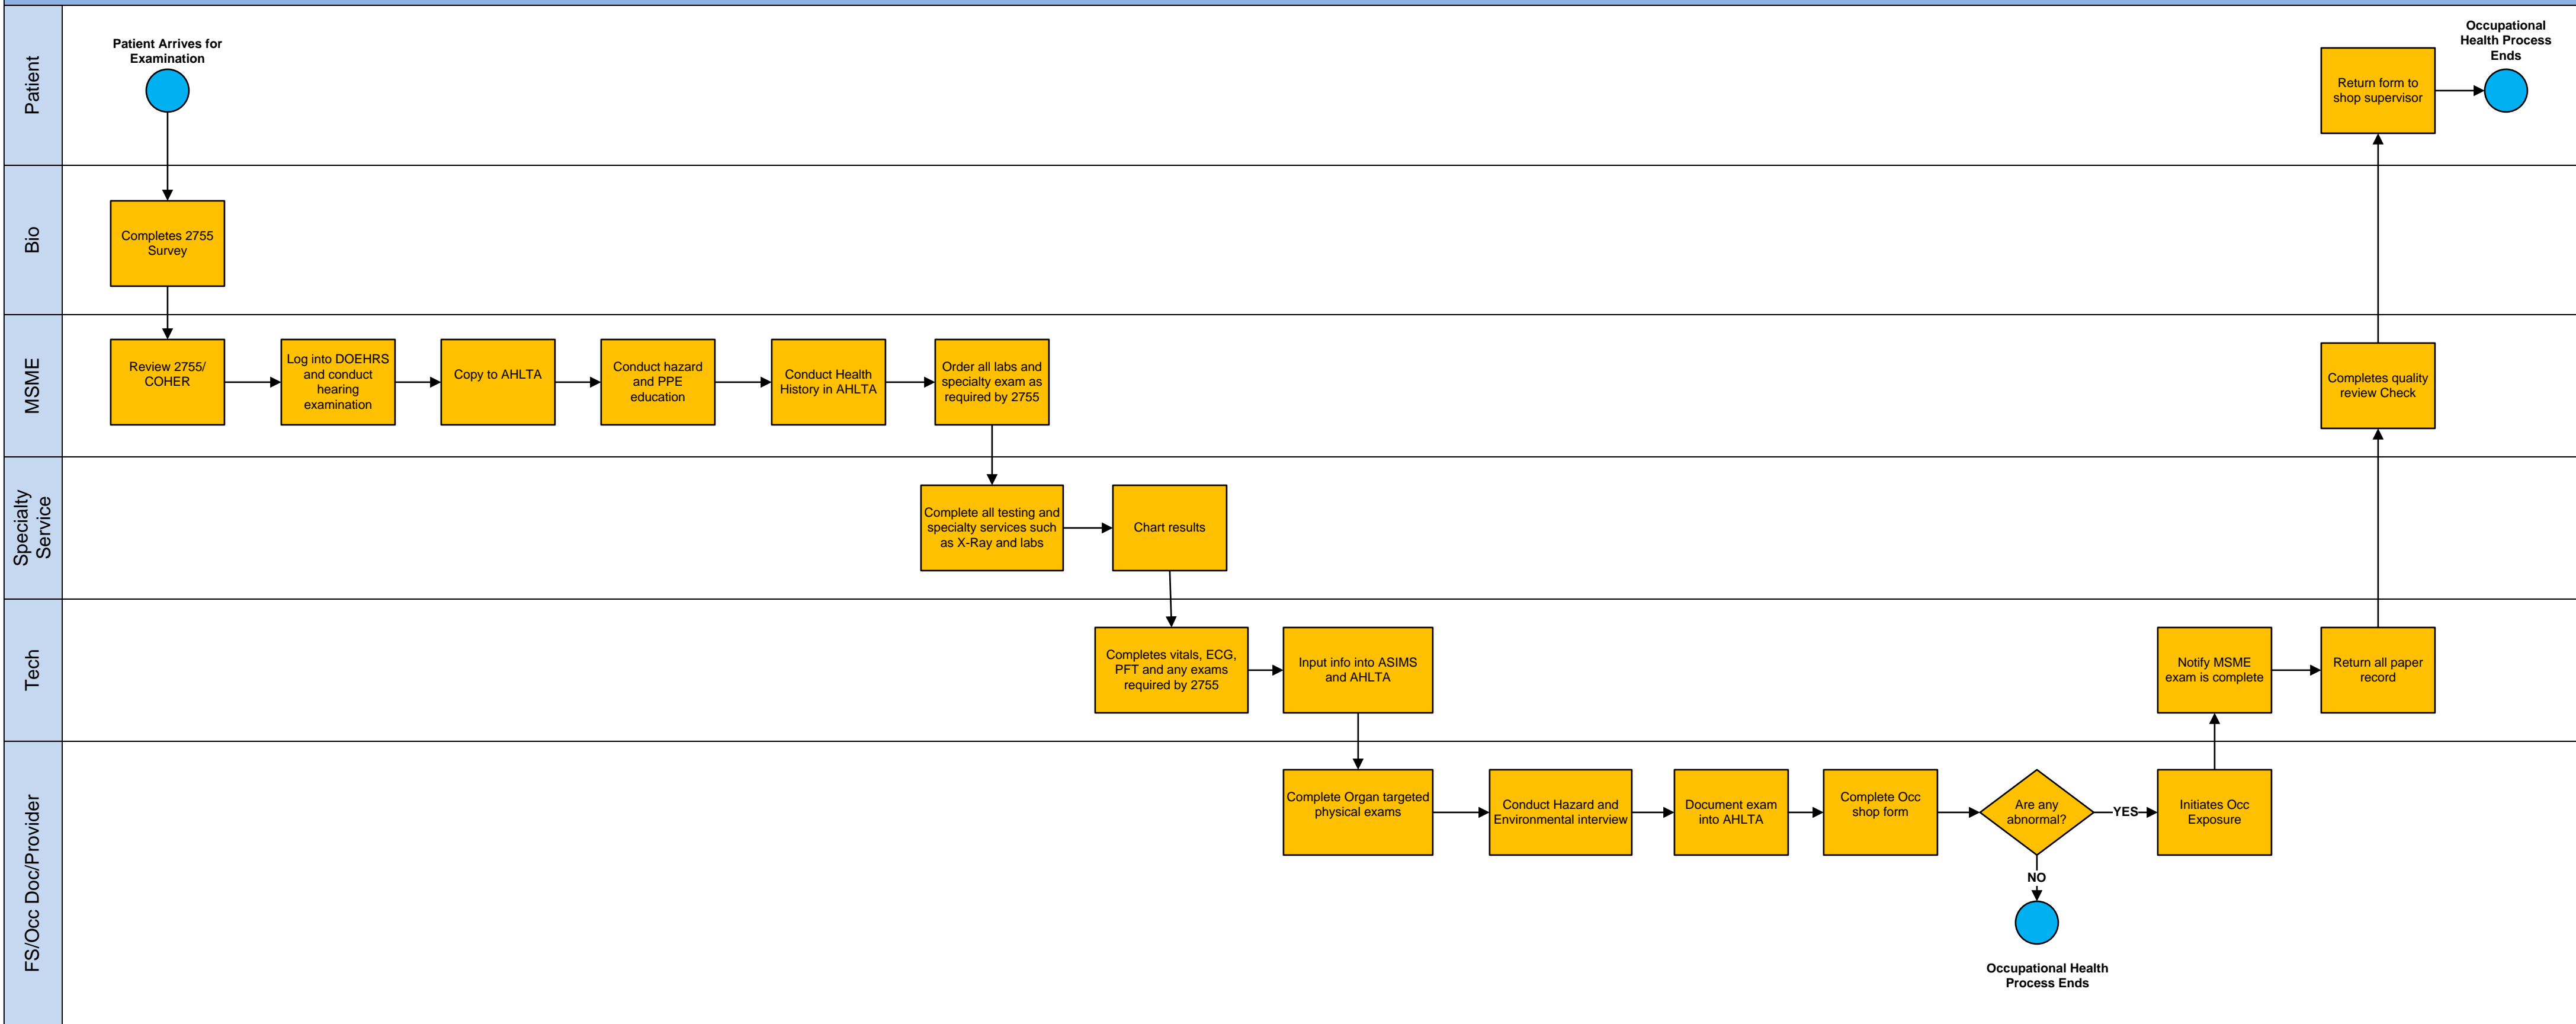 Patient
Patient Arrives for
Examination
Return form to
shop supervisor
Occupational
Health Process
Ends
Bio
Completes 2755
Survey
MSME
Review 2755/
COHER
Log into DOEHRS
and conduct
hearing
examination
Copy to AHLTA
Conduct hazard
and PPE
education
Conduct Health
History in AHLTA
Order all labs and
specialty exam as
required by 2755
Completes quality
review Check
Specialty
Service
Complete all testing and
specialty services such
as X-Ray and labs
Chart results
Tech
Completes vitals, ECG,
PFT and any exams
required by 2755
Input info into ASIMS
and AHLTA
Notify MSME
exam is complete
Return all paper
record
FS/Occ Doc/Provider
Complete Organ targeted
physical exams
Conduct Hazard and
Environmental interview
Document exam
into AHLTA
Complete Occ
shop form
Are any
abnormal?
YES
Initiates Occ
Exposure
NO
Occupational Health
Process Ends